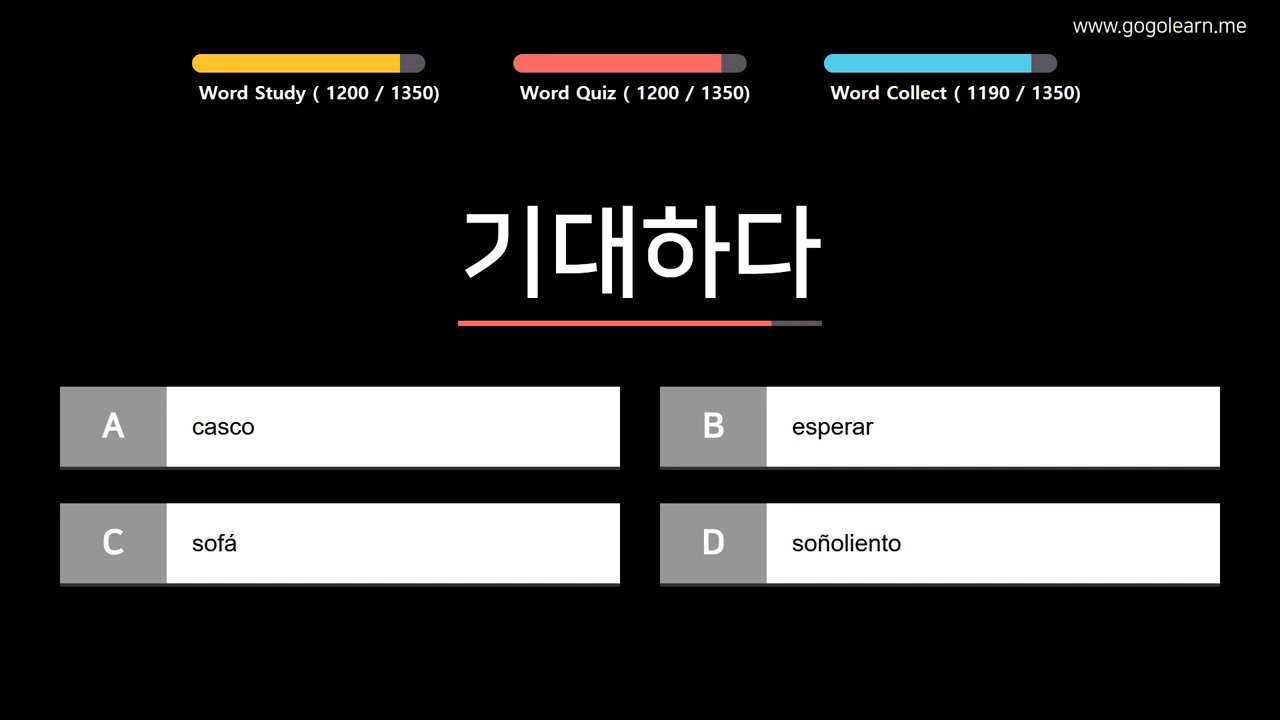 www.gogolearn.me
Word Study ( 1200 / 1350)
Word Quiz ( 1200 / 1350)
Word Collect ( 1190 / 1350)
기대하다
A casco
B esperar
C sofá
D soñoliento